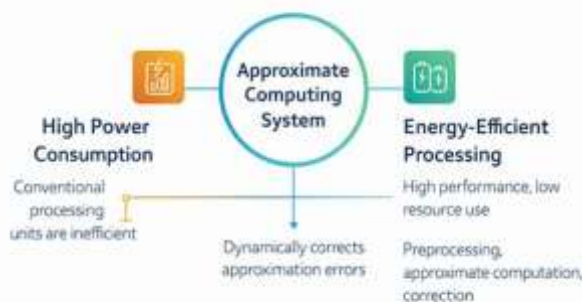 Approximate
Computing
System
High Power
Consumption
Conventional
processing
units are inefficient
Dynamically corrects
approximation errors
Energy-Efficient
Processing
High performance, low
resource use
Preprocessing,
approximate computation,
correction